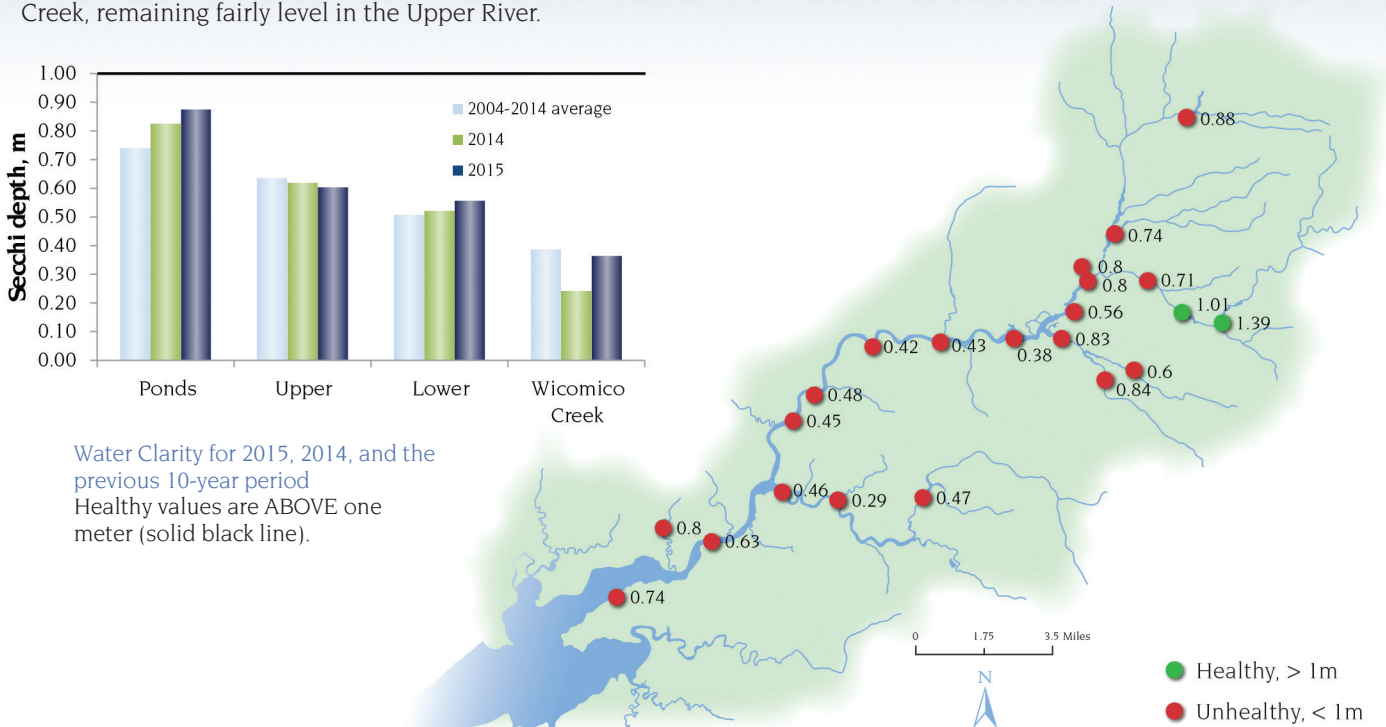 Creek, remaining fairly level in the Upper River.
Secchi depth, m
1.00
0.90
0.80
0.70
0.60
0.50
0.40
0.30
0.20
0.10
0.00
2004-2014 average
2014
2015
Ponds
Upper
Lower
Wicomico
Creek
Water Clarity for 2015, 2014, and the
previous 10-year period
Healthy values are ABOVE one
meter (solid black line).
0.88
0.74
0.8
0.8
0.71
1.01
0.56
1.39
0.83
0.38
0.43
0.42
0.6
0.84
0.48
0.45
0.46
0.29
0.47
0.8
0.63
0.74
0 1.75 3.5 Miles
N
Healthy, > 1m
Unhealthy, < 1m